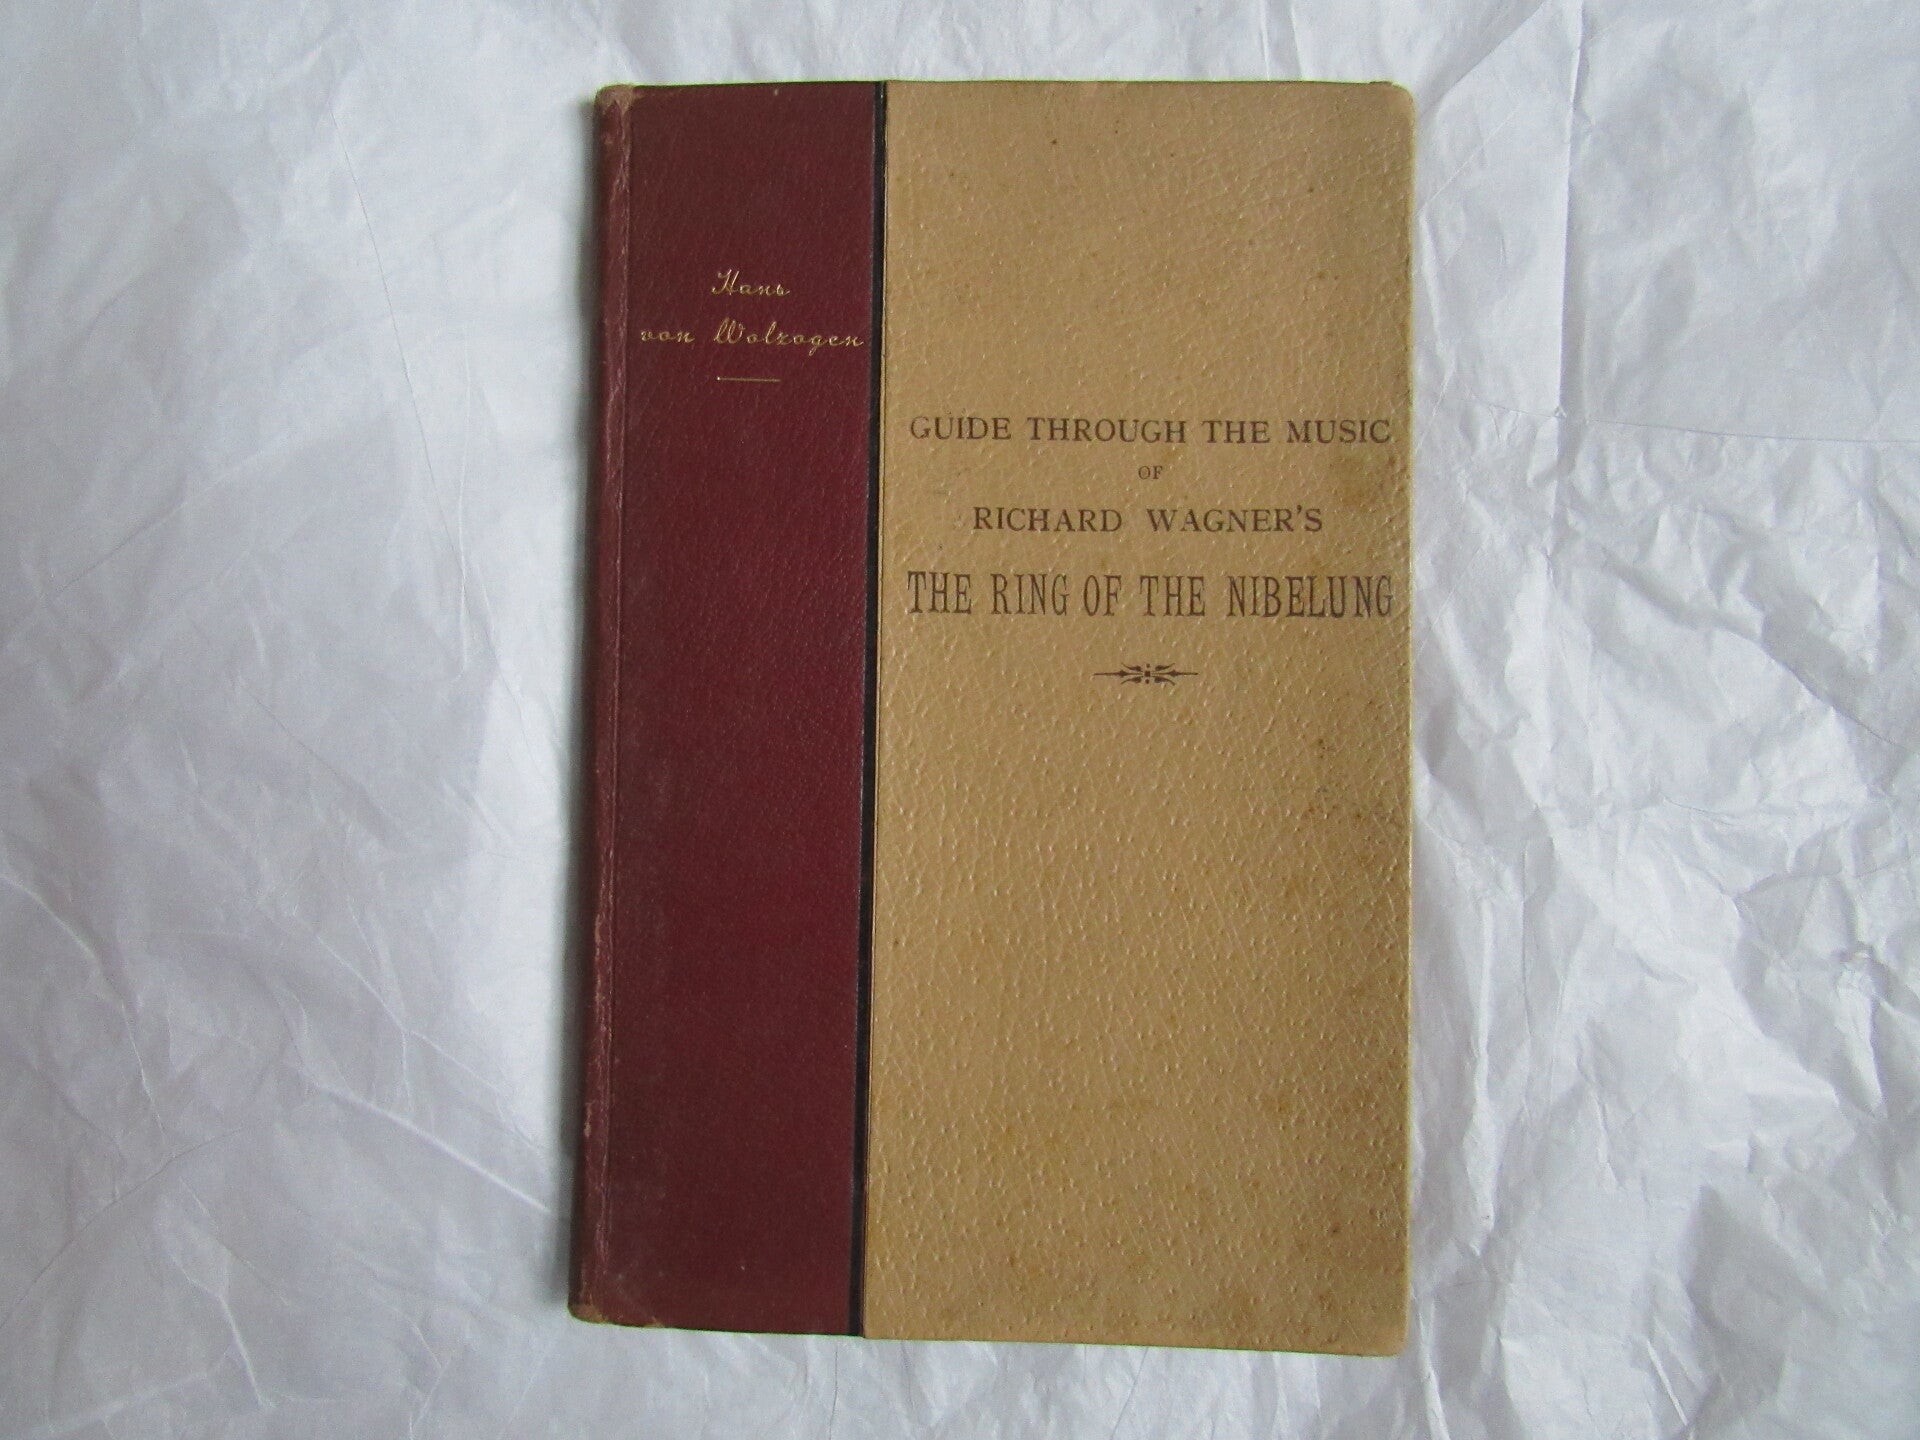 Hans
von Wolzogen
GUIDE THROUGH THE MUSIC
OF
RICHARD WAGNER'S
THE RING OF THE NIBELUNG